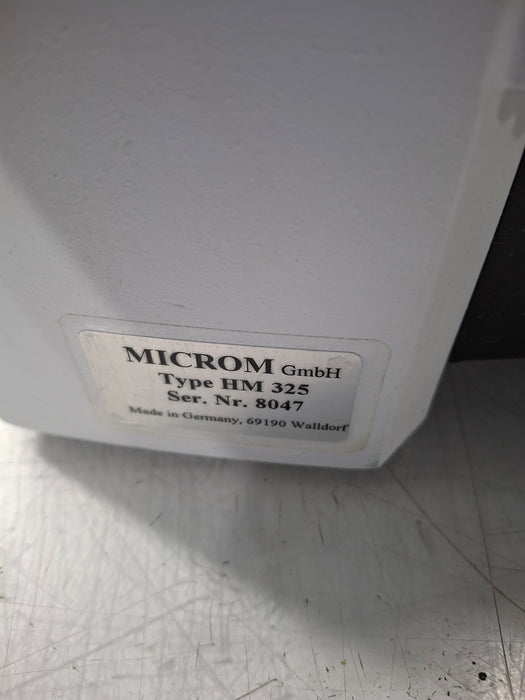 MICROM GmbH
Type HM 325
Ser. Nr. 8047
Made in Germany, 69190 Walldorf